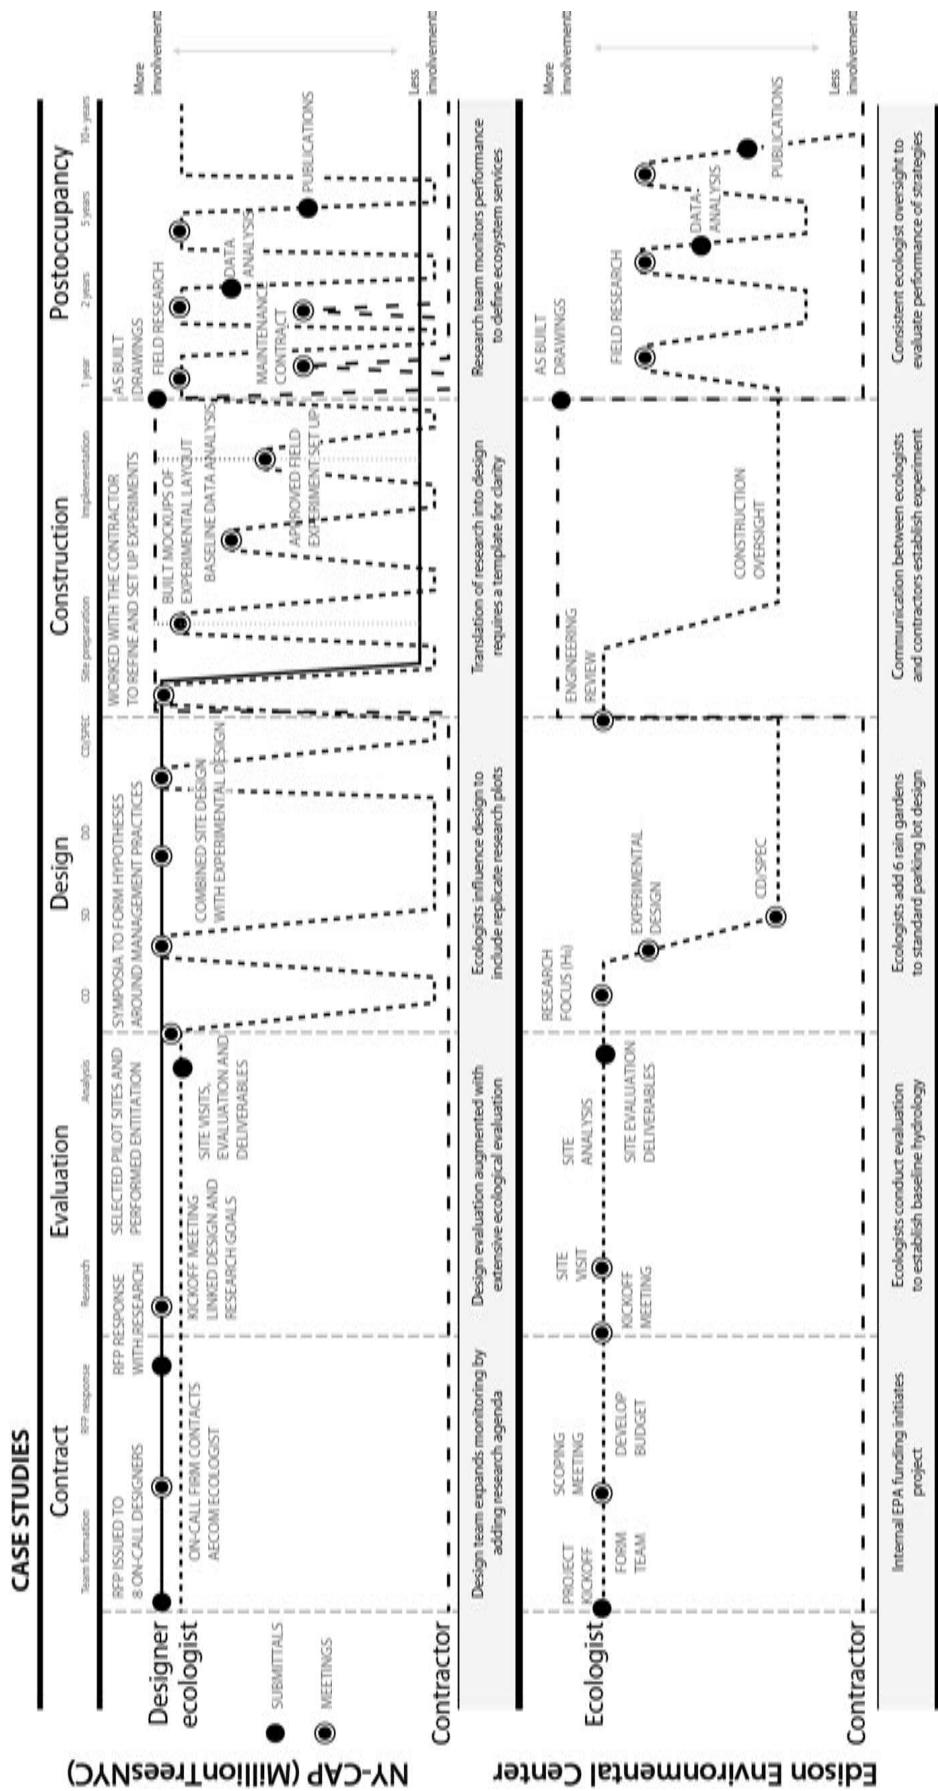 CASE STUDIES
Contract
Evaluation
Design
Construction
Postoccupancy
Team formation
RFP response
Research
Analysis
CD
SD
DD
CD/SPEC
Site preparation
Implementation
1 year
2 years
5 years
10+ years
NY-CAP (MillionTreesNYC)
Designer
ecologist
Contractor
SUBMITTALS
MEETINGS
RFP ISSUED TO
8 ON-CALL DESIGNERS
ON-CALL FIRM CONTACTS
AECOM ECOLOGIST
RFP RESPONSE
WITH RESEARCH
SELECTED PILOT SITES AND
PERFORMED ENTITATION
KICKOFF MEETING
LINKED DESIGN AND
RESEARCH GOALS
SITE VISITS,
EVALUATION AND
DELIVERABLES
SYMPOSIA TO FORM HYPOTHESES
AROUND MANAGEMENT PRACTICES
COMBINED SITE DESIGN
WITH EXPERIMENTAL DESIGN
WORKED WITH THE CONTRACTOR
TO REFINE AND SET UP EXPERIMENTS
BUILT MOCKUPS OF
EXPERIMENTAL LAYOUT
BASELINE DATA ANALYSIS
APPROVED FIELD
EXPERIMENT SET UP
AS BUILT
DRAWINGS
FIELD RESEARCH
MAINTENANCE
CONTRACT
DATA
ANALYSIS
PUBLICATIONS
More
involvement
Less
involvement
Design team expands monitoring by
adding research agenda
Design evaluation augmented with
extensive ecological evaluation
Ecologists influence design to
include replicate research plots
Translation of research into design
requires a template for clarity
Research team monitors performance
to define ecosystem services
Edison Environmental
Center
Ecologist
Contractor
PROJECT
KICKOFF
FORM
TEAM
SCOPING
MEETING
DEVELOP
BUDGET
KICKOFF
MEETING
SITE
VISIT
SITE
ANALYSIS
SITE EVALUATION
DELIVERABLES
RESEARCH
FOCUS (Hi)
EXPERIMENTAL
DESIGN
CD/SPEC
ENGINEERING
REVIEW
CONSTRUCTION
OVERSIGHT
AS BUILT
DRAWINGS
FIELD RESEARCH
DATA
ANALYSIS
PUBLICATIONS
More
involvement
Less
involvement
Internal EPA funding initiates
project
Ecologists conduct evaluation
to establish baseline hydrology
Ecologists add 6 rain gardens
to standard parking lot design
Communication between ecologists
and contractors establish experiment
Consistent ecologist oversight to
evaluate performance of strategies